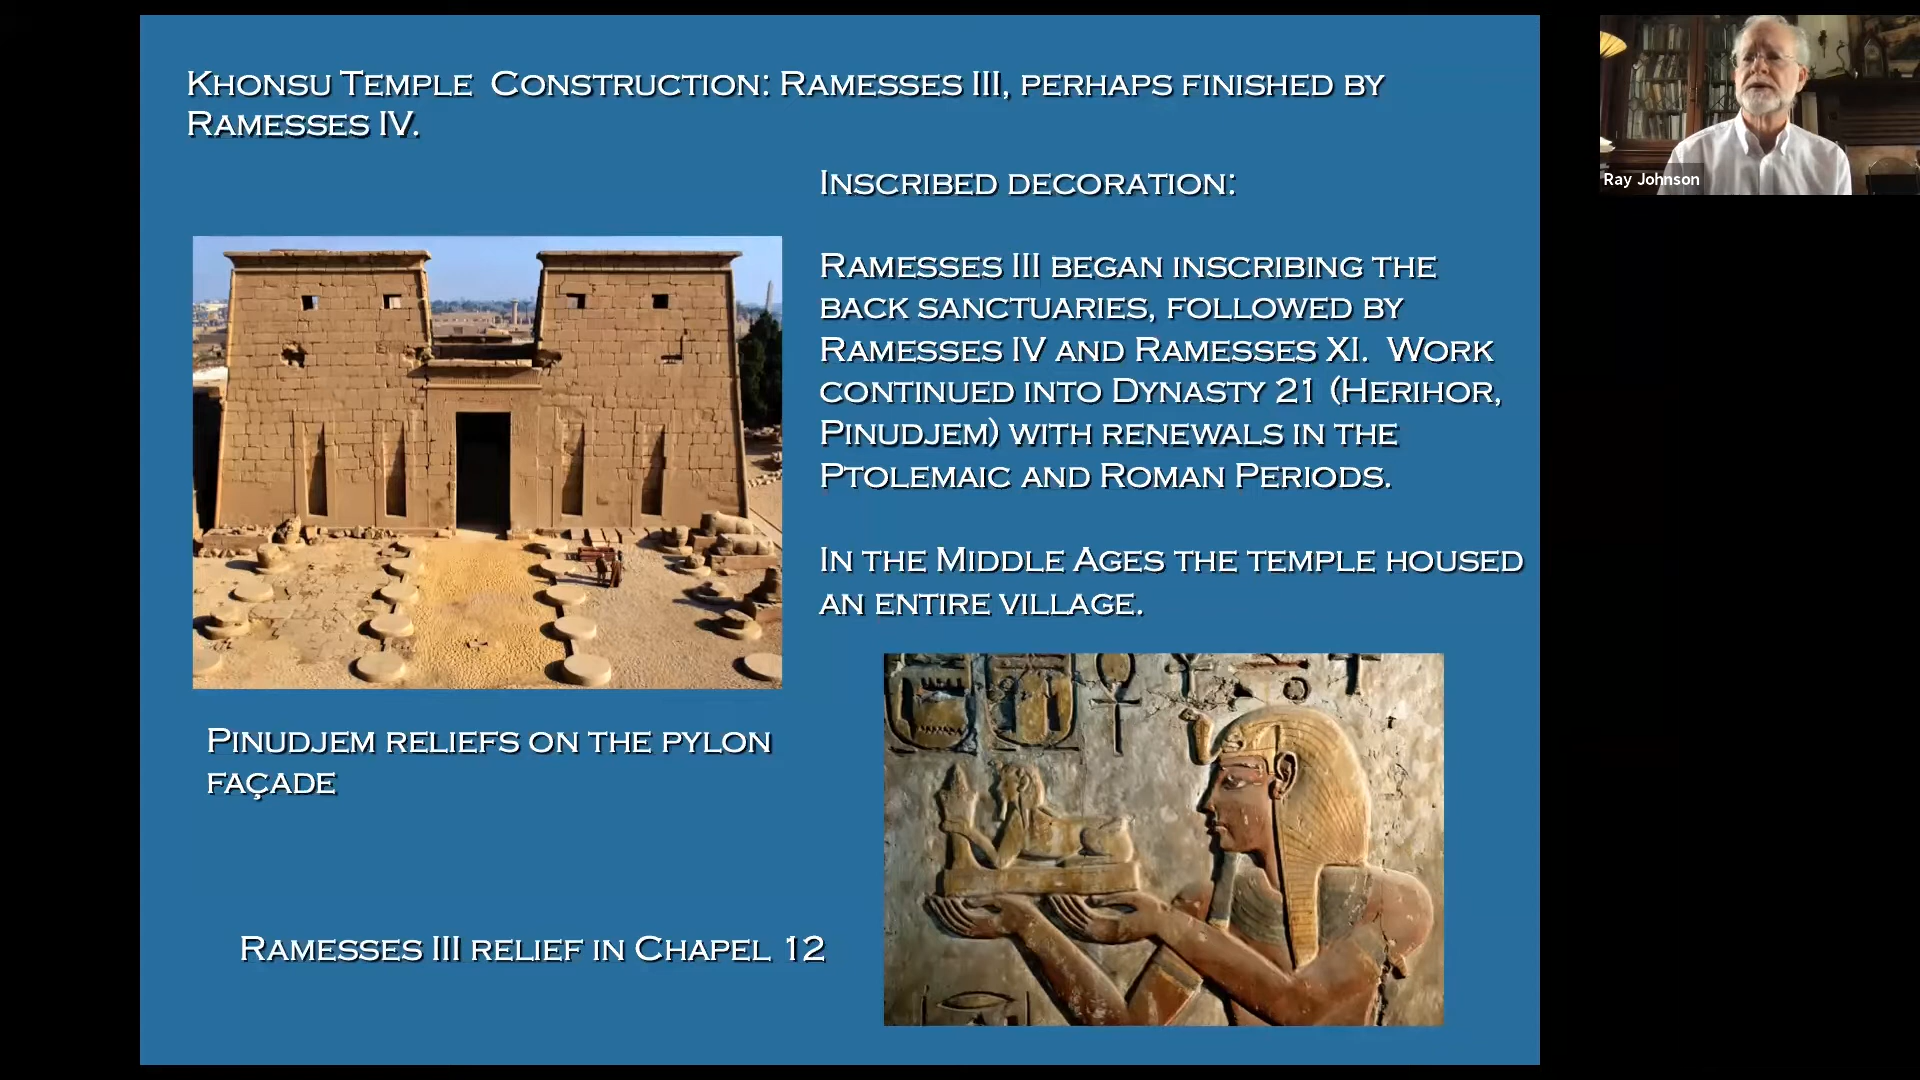 Khonsu Temple Construction: Ramesses III, perhaps finished by
Ramesses IV.
Inscribed decoration:
Ramesses III began inscribing the
back sanctuaries, followed by
Ramesses IV and Ramesses XI. Work
continued into Dynasty 21 (Herihor,
Pinudjem) with renewals in the
Ptolemaic and Roman Periods.
In the Middle Ages the temple housed
an entire village.
Pinudjem reliefs on the pylon
façade
Ramesses III relief in Chapel 12
Ray Johnson